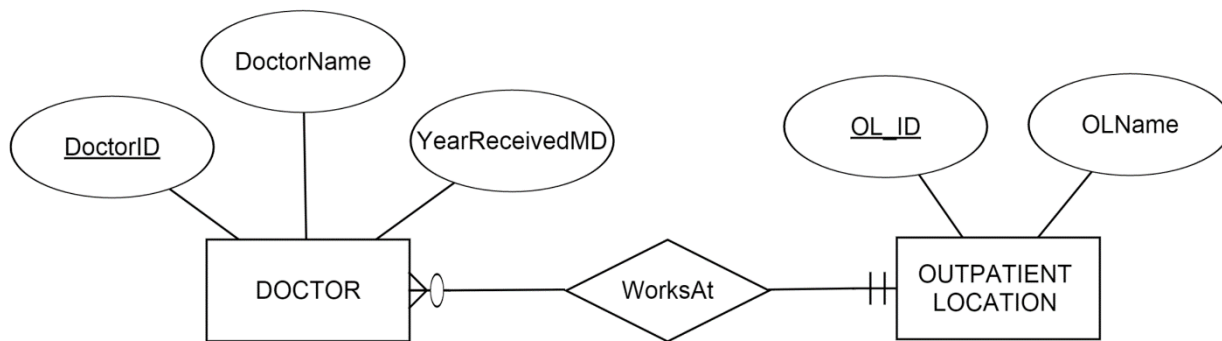 DoctorName
DoctorID
YearReceivedMD
OL_ID
OLName
DOCTOR
WorksAt
OUTPATIENT
LOCATION